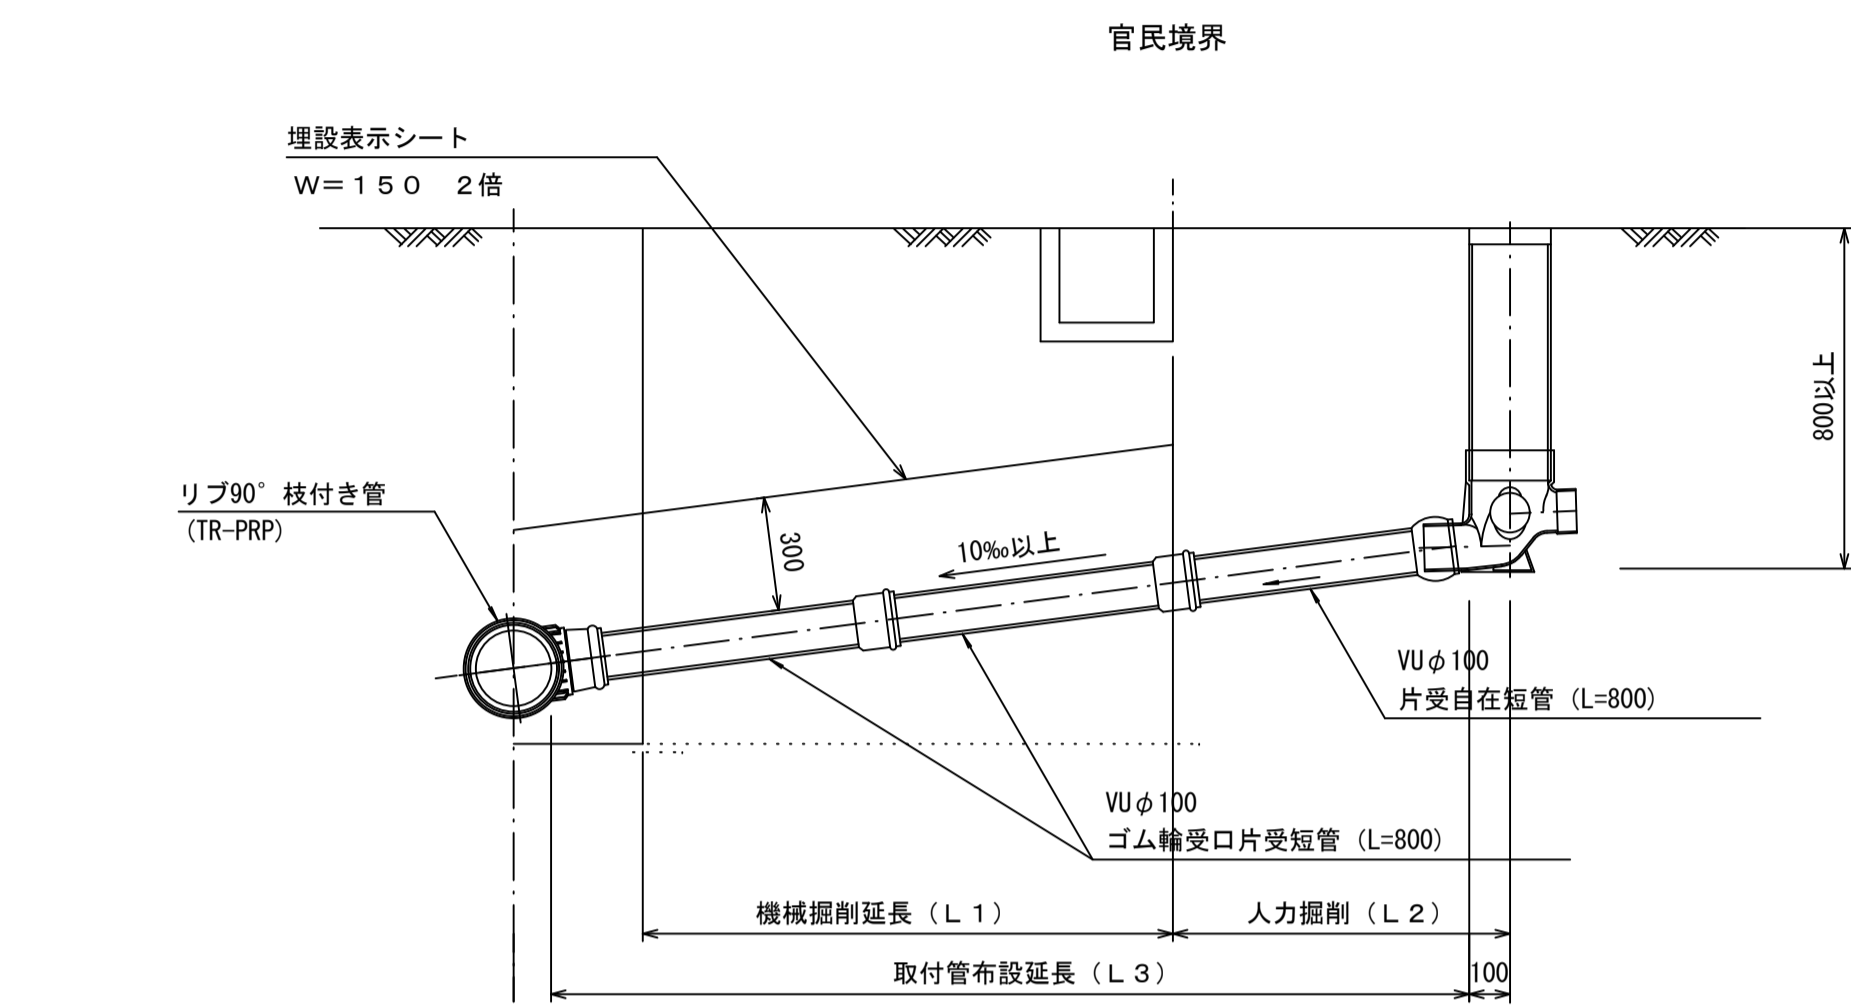 官民境界
埋設表示シート
W=150 2倍
800以上
リブ90°枝付き管
(TR-PRP)
300
10‰以上
VUφ100
片受自在短管 (L=800)
VUφ100
ゴム輪受口片受短管 (L=800)
機械掘削延長(L1)
人力掘削(L2)
取付管布設延長(L3)
100